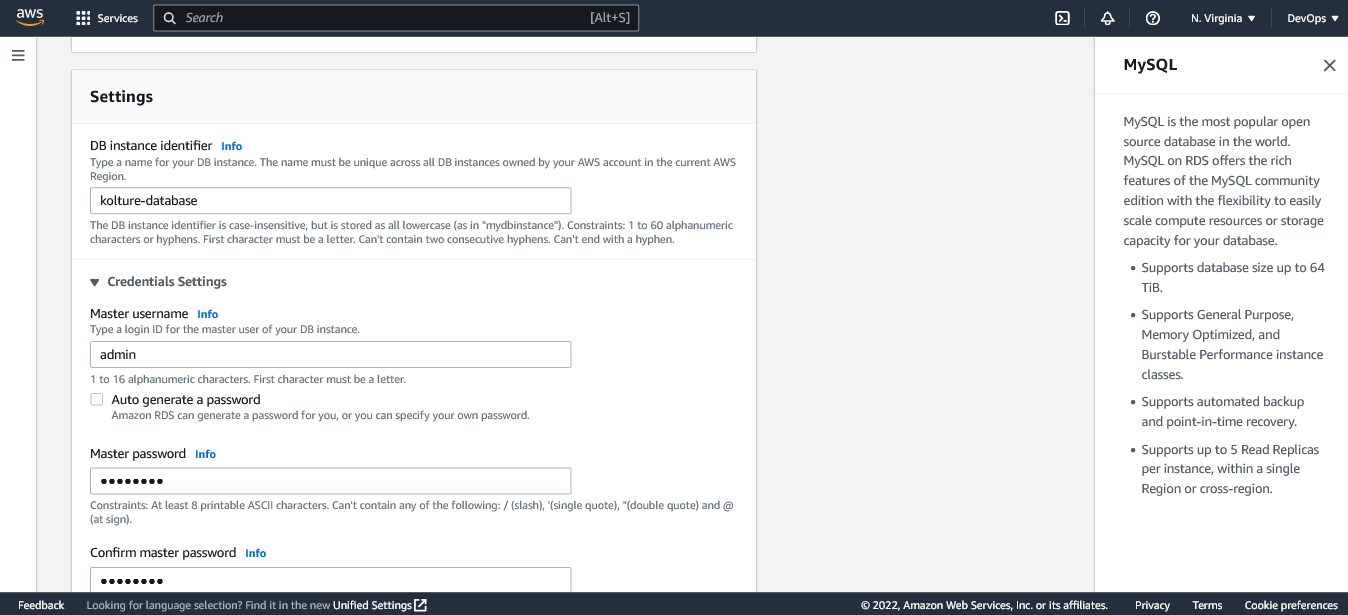 aws
Services
Search
[Alt+S]
N. Virginia ▼
DevOps ▼
Settings
DB instance identifier Info
Type a name for your DB instance. The name must be unique across all DB instances owned by your AWS account in the current AWS
Region.
kolture-database
The DB instance identifier is case-insensitive, but is stored as all lowercase (as in "mydbinstance"). Constraints: 1 to 60 alphanumeric
characters or hyphens. First character must be a letter. Can't contain two consecutive hyphens. Can't end with a hyphen.
▼ Credentials Settings
Master username Info
Type a login ID for the master user of your DB instance.
admin
1 to 16 alphanumeric characters. First character must be a letter.
Auto generate a password
Amazon RDS can generate a password for you, or you can specify your own password.
Master password Info
••••••••
Constraints: At least 8 printable ASCII characters. Can't contain any of the following: / (slash), '(single quote), "(double quote) and @
(at sign).
Confirm master password Info
••••••••
MySQL
MySQL is the most popular open
source database in the world.
MySQL on RDS offers the rich
features of the MySQL community
edition with the flexibility to easily
scale compute resources or storage
capacity for your database.
• Supports database size up to 64
TiB.
• Supports General Purpose,
Memory Optimized, and
Burstable Performance instance
classes.
• Supports automated backup
and point-in-time recovery.
• Supports up to 5 Read Replicas
per instance, within a single
Region or cross-region.
Feedback
Looking for language selection? Find it in the new Unified Settings
© 2022, Amazon Web Services, Inc. or its affiliates.
Privacy
Terms
Cookie preferences